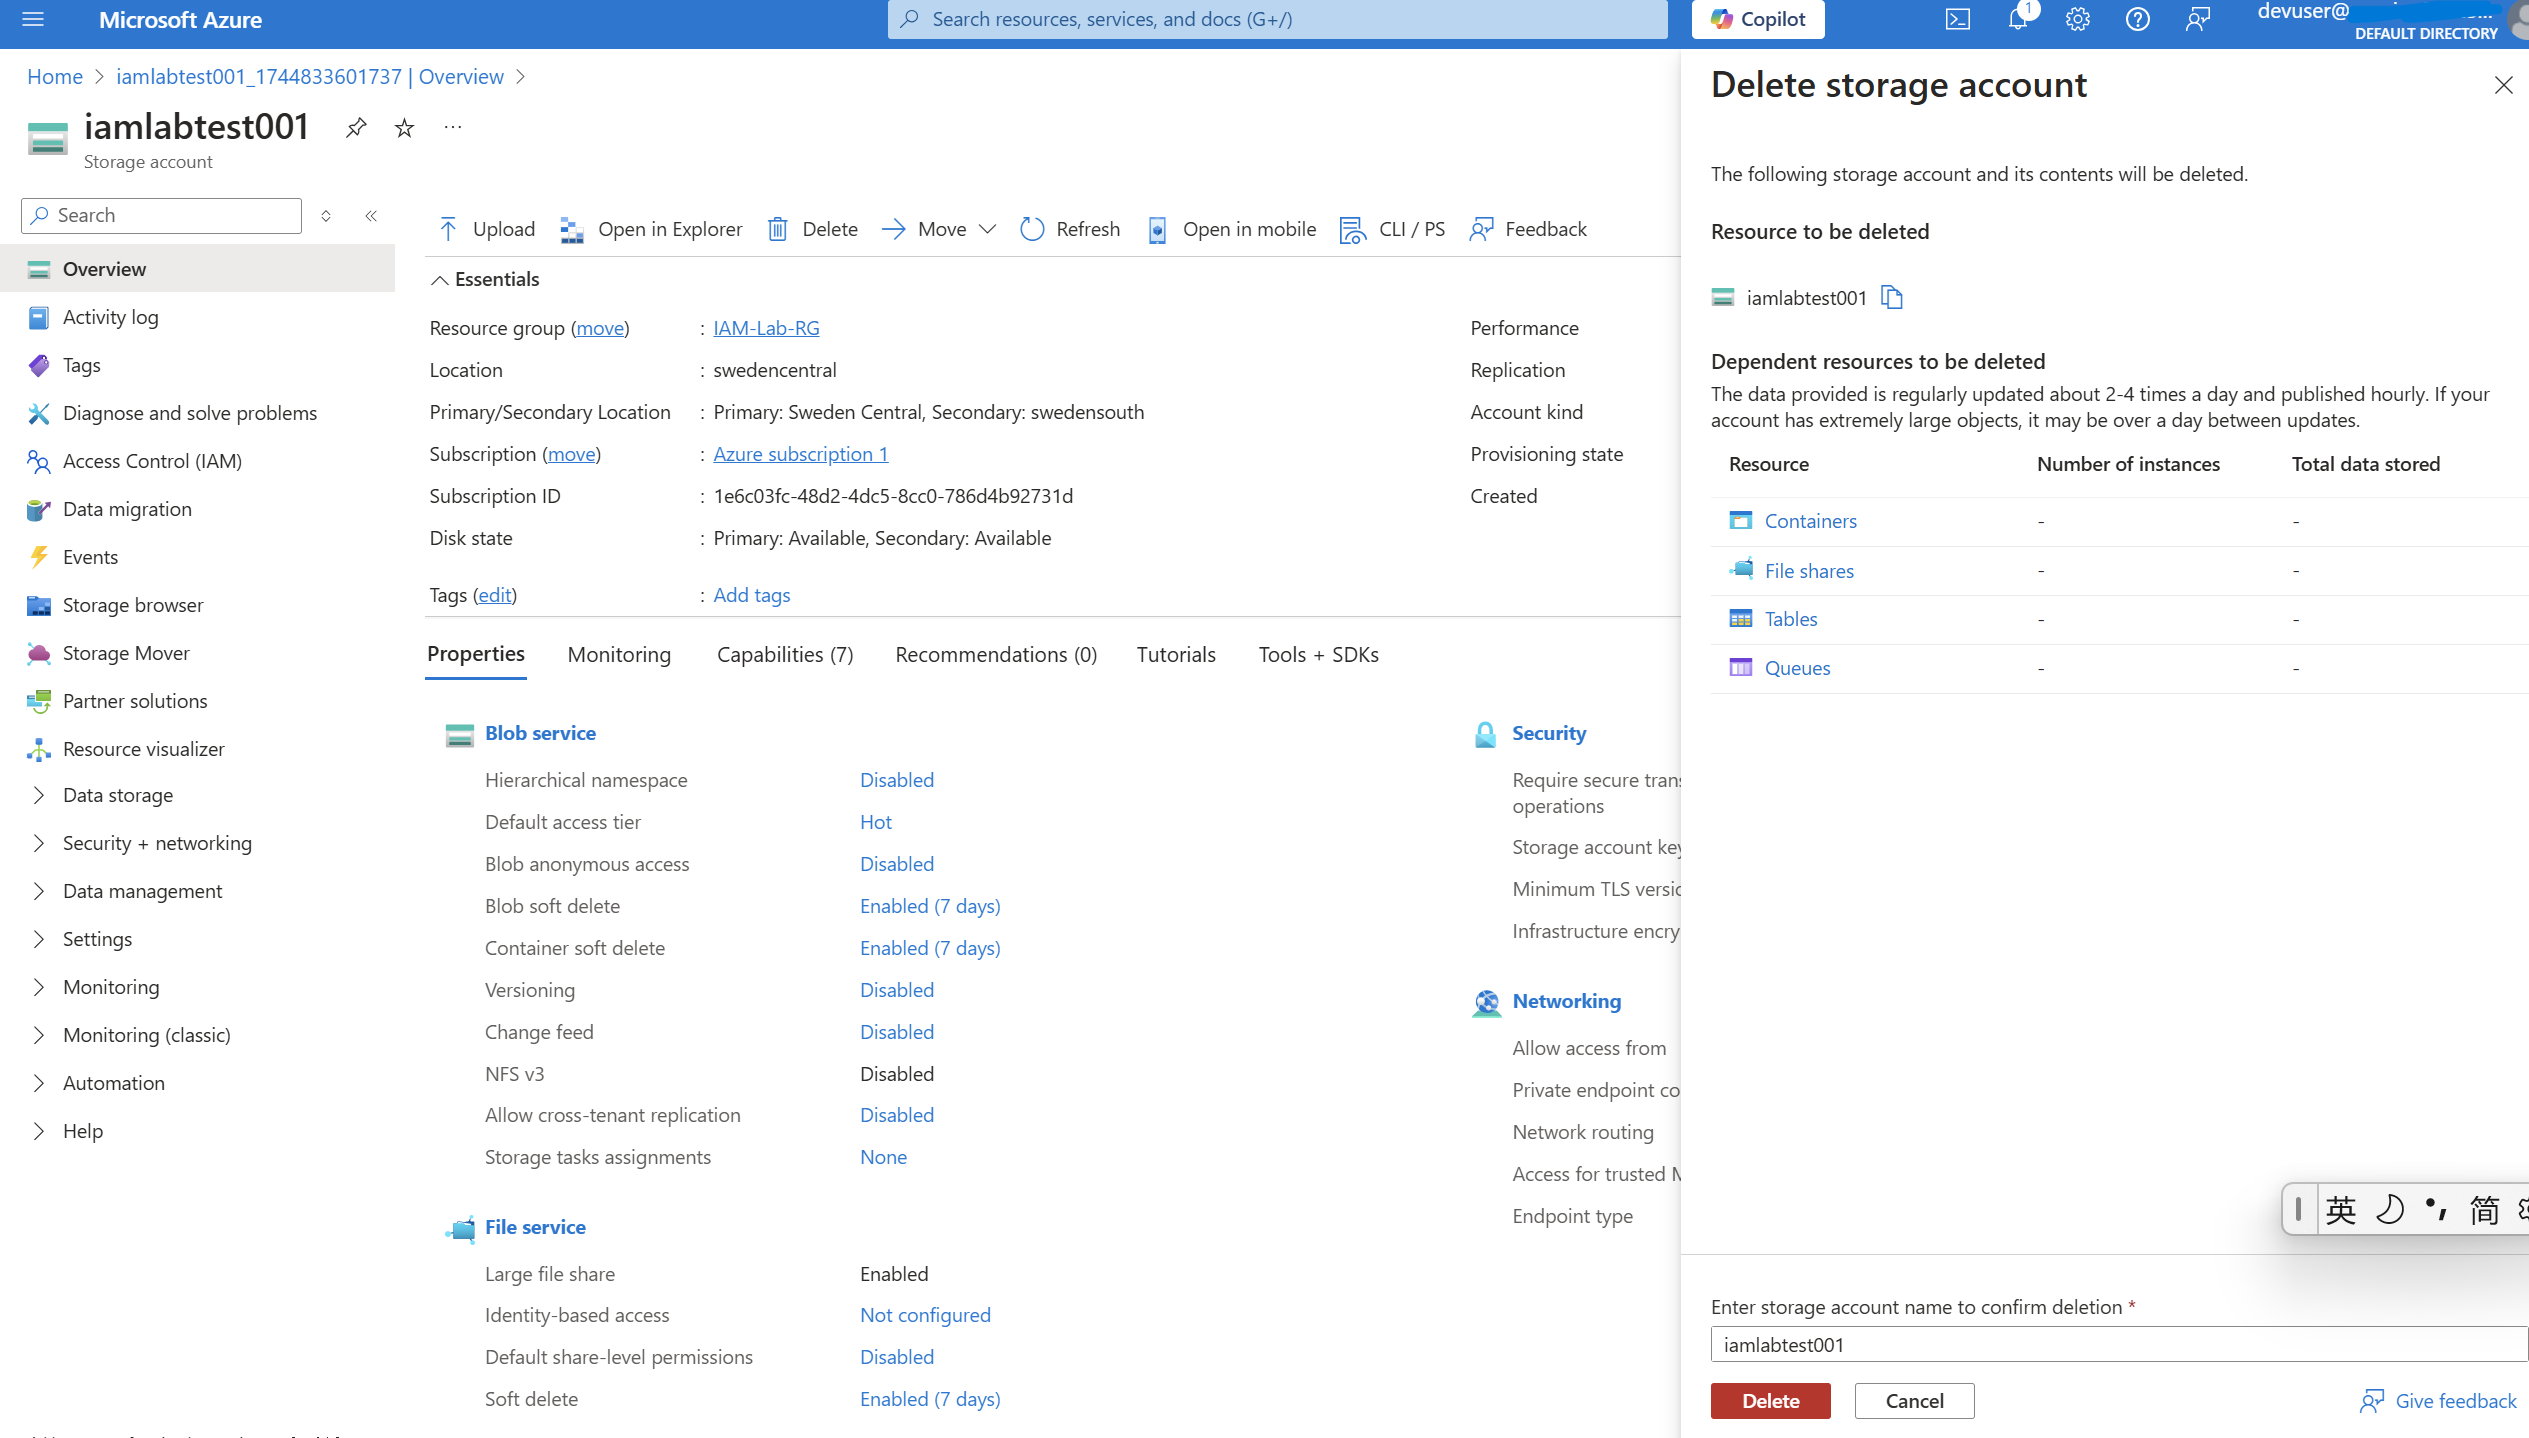 Microsoft Azure
Search resources, services, and docs (G+/)
Copilot
1
devuser@
DEFAULT DIRECTORY
Home > iamlabtest001_1744833601737 | Overview >
iamlabtest001
Storage account
Search
Overview
Activity log
Tags
Diagnose and solve problems
Access Control (IAM)
Data migration
Events
Storage browser
Storage Mover
Partner solutions
Resource visualizer
Data storage
Security + networking
Data management
Settings
Monitoring
Monitoring (classic)
Automation
Help
Upload Open in Explorer Delete Move Refresh Open in mobile CLI / PS Feedback
Essentials
Resource group (move) : IAM-Lab-RG
Location : swedencentral
Primary/Secondary Location : Primary: Sweden Central, Secondary: swedensouth
Subscription (move) : Azure subscription 1
Subscription ID : 1e6c03fc-48d2-4dc5-8cc0-786d4b92731d
Disk state : Primary: Available, Secondary: Available
Tags (edit) : Add tags
Performance
Replication
Account kind
Provisioning state
Created
Properties Monitoring Capabilities (7) Recommendations (0) Tutorials Tools + SDKs
Blob service
Hierarchical namespace Disabled
Default access tier Hot
Blob anonymous access Disabled
Blob soft delete Enabled (7 days)
Container soft delete Enabled (7 days)
Versioning Disabled
Change feed Disabled
NFS v3 Disabled
Allow cross-tenant replication Disabled
Storage tasks assignments None
File service
Large file share Enabled
Identity-based access Not configured
Default share-level permissions Disabled
Soft delete Enabled (7 days)
Security
Require secure trans
operations
Storage account key
Minimum TLS versio
Infrastructure encry
Networking
Allow access from
Private endpoint co
Network routing
Access for trusted M
Endpoint type
Delete storage account
The following storage account and its contents will be deleted.
Resource to be deleted
iamlabtest001
Dependent resources to be deleted
The data provided is regularly updated about 2-4 times a day and published hourly. If your
account has extremely large objects, it may be over a day between updates.
Resource Number of instances Total data stored
Containers - -
File shares - -
Tables - -
Queues - -
英 简
Enter storage account name to confirm deletion *
iamlabtest001
Delete Cancel Give feedback